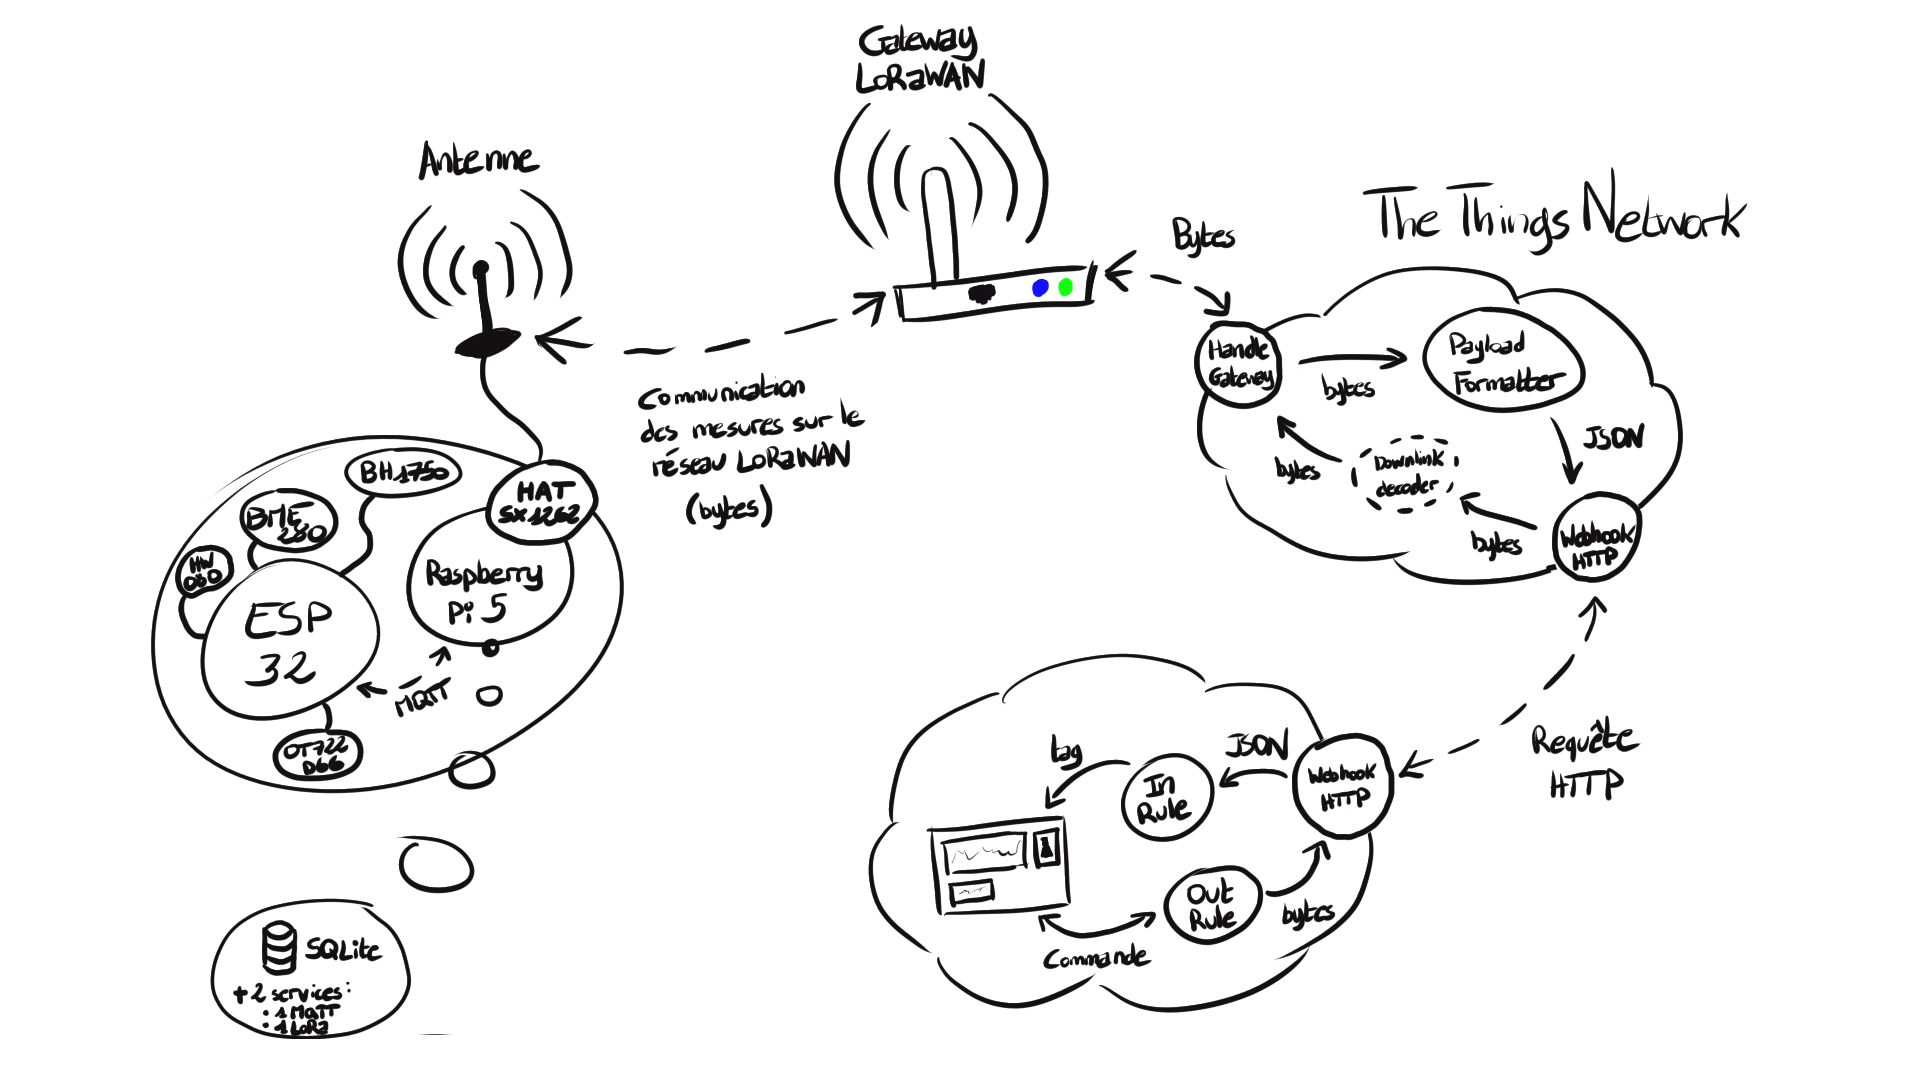 Gateway
LoRaWAN
Antenne
Bytes
The Things Network
Handle
Gateway
bytes
Payload
Formatter
JSON
Downlink
decoder
bytes
bytes
Webhook
HTTP
Communication
des mesures sur le
réseau LoRaWAN
(bytes)
BH1750
BME
280
HW
080
HAT
SX1262
Raspberry
Pi 5
ESP
32
MQTT
OT722
D66
SQLite
+ 2 services:
• 1 MQTT
• 1 LoRa
Requête
HTTP
tag
In
Rule
JSON
Webhook
HTTP
Out
Rule
bytes
Commande